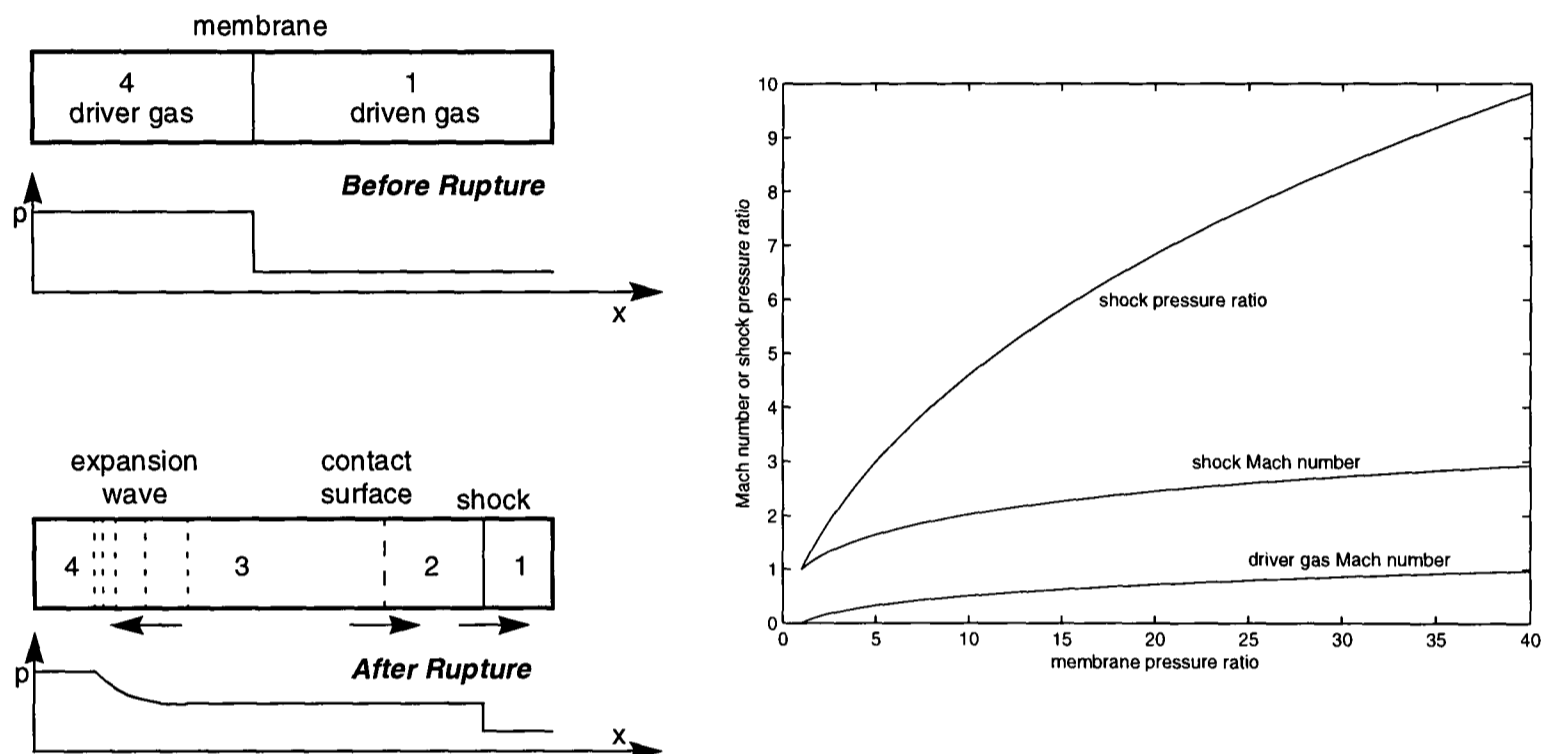 membrane
4
driver gas
1
driven gas
Before Rupture
p
x
expansion
wave
contact
surface
shock
4
3
2
1
After Rupture
p
x
Mach number or shock pressure ratio
10
9
8
7
6
5
4
3
2
1
0
shock pressure ratio
shock Mach number
driver gas Mach number
0 5 10 15 20 25 30 35 40
membrane pressure ratio